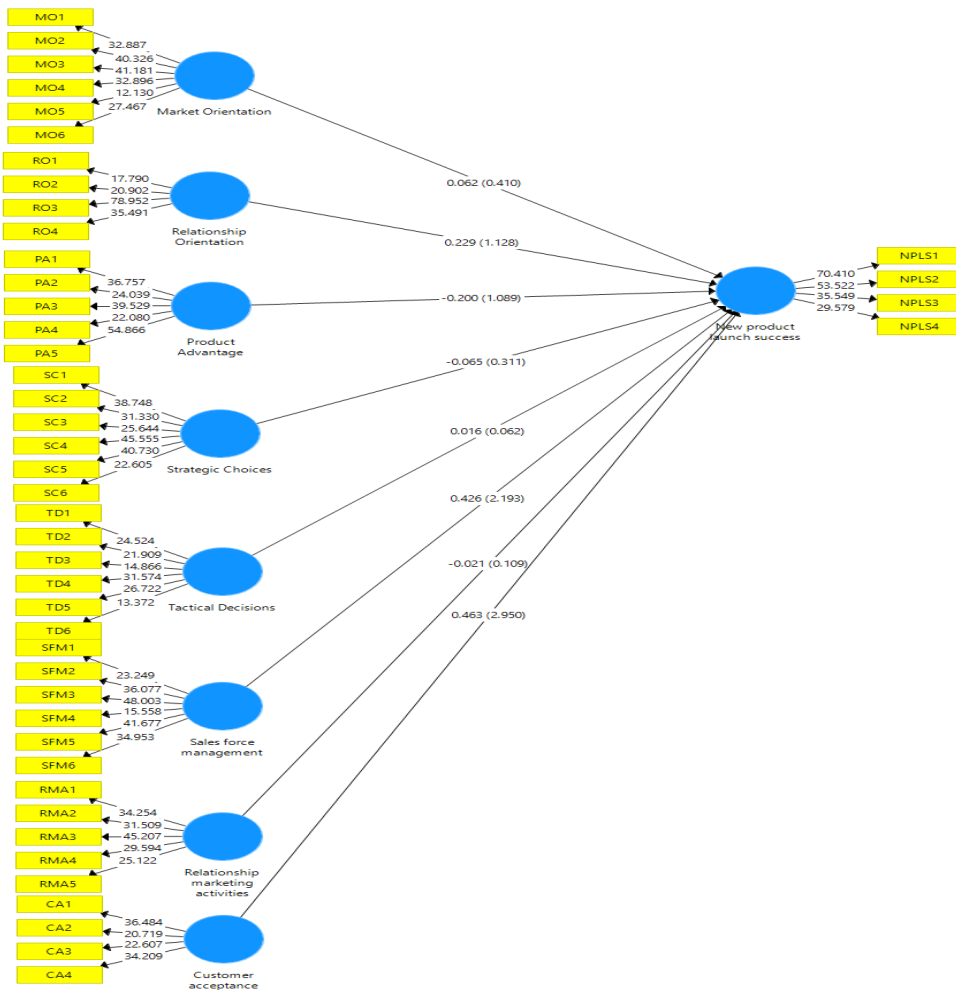 MO1
MO2
MO3
MO4
MO5
MO6
32.887
40.326
41.181
32.896
12.130
27.467
Market Orientation
RO1
RO2
RO3
RO4
17.790
20.902
78.952
35.491
Relationship
Orientation
PA1
PA2
PA3
PA4
PA5
36.757
24.039
39.529
22.080
54.866
Product
Advantage
SC1
SC2
SC3
SC4
SC5
SC6
38.748
31.330
25.644
45.555
40.730
22.605
Strategic Choices
TD1
TD2
TD3
TD4
TD5
TD6
24.524
21.909
14.866
31.574
26.722
13.372
Tactical Decisions
SFM1
SFM2
SFM3
SFM4
SFM5
SFM6
23.249
36.077
48.003
15.558
41.677
34.953
Sales force
management
RMA1
RMA2
RMA3
RMA4
RMA5
34.254
31.509
45.207
29.594
25.122
Relationship
marketing
activities
CA1
CA2
CA3
CA4
36.484
20.719
22.607
34.209
Customer
acceptance
0.062 (0.410)
0.229 (1.128)
-0.200 (1.089)
-0.065 (0.311)
0.016 (0.062)
0.426 (2.193)
-0.021 (0.109)
0.463 (2.950)
New product
launch success
70.410
53.522
35.549
29.579
NPLS1
NPLS2
NPLS3
NPLS4